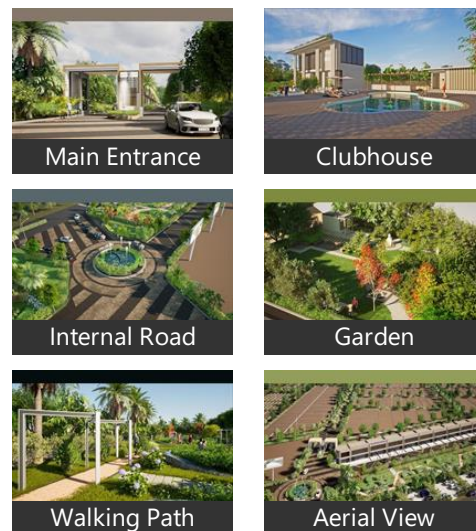 Main Entrance
Clubhouse
Internal Road
Garden
Walking Path
Aerial View